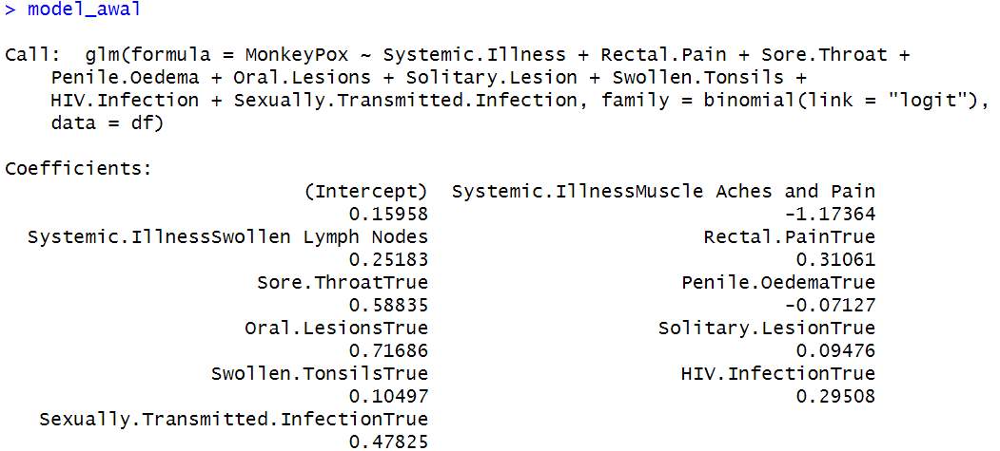 > model_awal
Call:  glm(formula = MonkeyPox ~ Systemic.Illness + Rectal.Pain + Sore.Throat +
    Penile.Oedema + Oral.Lesions + Solitary.Lesion + Swollen.Tonsils +
    HIV.Infection + Sexually.Transmitted.Infection, family = binomial(link = "logit"),
    data = df)
Coefficients:
                         (Intercept)  Systemic.IllnessMuscle Aches and Pain
                             0.15958                               -1.17364
  Systemic.IllnessSwollen Lymph Nodes                        Rectal.PainTrue
                             0.25183                                0.31061
                     Sore.ThroatTrue                      Penile.OedemaTrue
                             0.58835                               -0.07127
                    Oral.LesionsTrue                    Solitary.LesionTrue
                             0.71686                                0.09476
                 Swollen.TonsilsTrue                      HIV.InfectionTrue
                             0.10497                                0.29508
   Sexually.Transmitted.InfectionTrue
                             0.47825